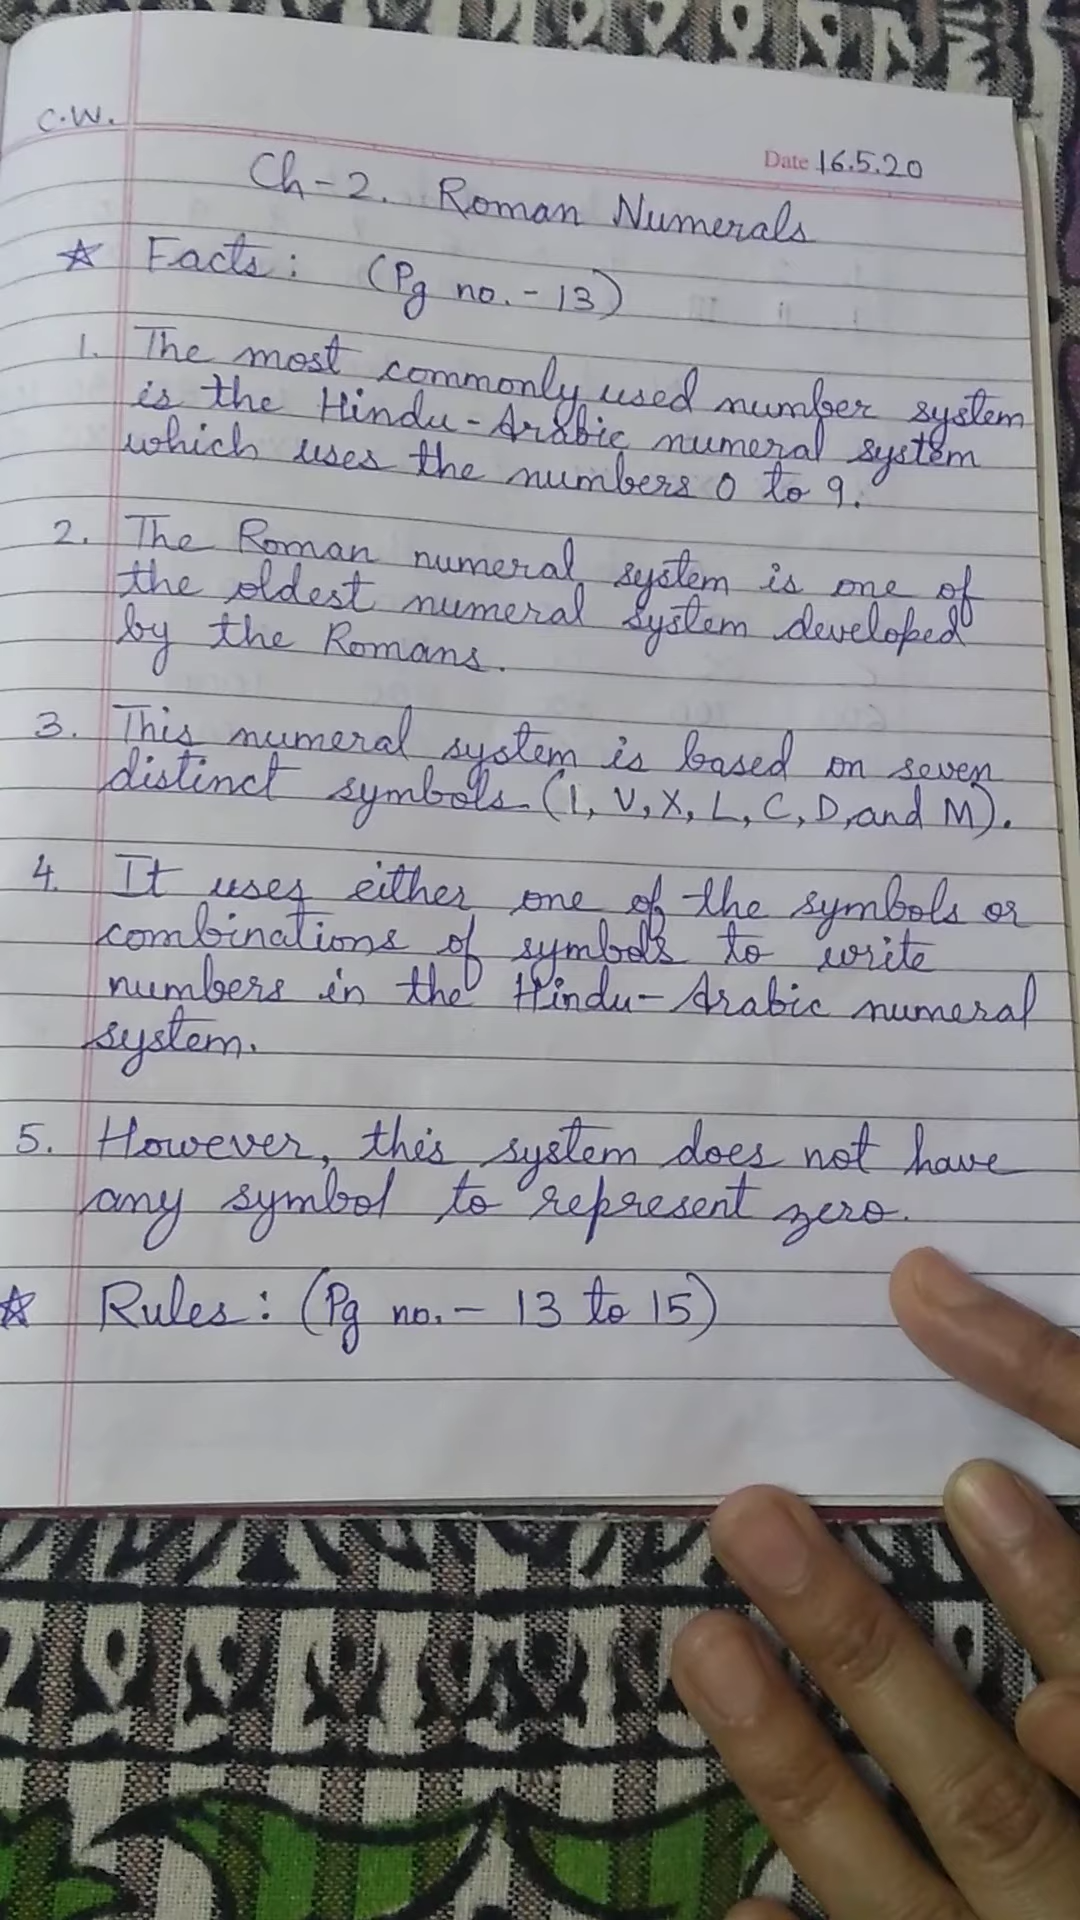 C.W.
Date 16.5.20
Ch-2. Roman Numerals
☆ Facts: (Pg no. - 13)
1. The most commonly used number system
is the Hindu-Arabic numeral system
which uses the numbers 0 to 9.
2. The Roman numeral system is one of
the oldest numeral system developed
by the Romans.
3. This numeral system is based on seven
distinct symbols (I, V, X, L, C, D, and M).
4. It uses either one of the symbols or
combinations of symbols to write
numbers in the Hindu-Arabic numeral
system.
5. However, this system does not have
any symbol to represent zero.
☆ Rules: (Pg no. - 13 to 15)